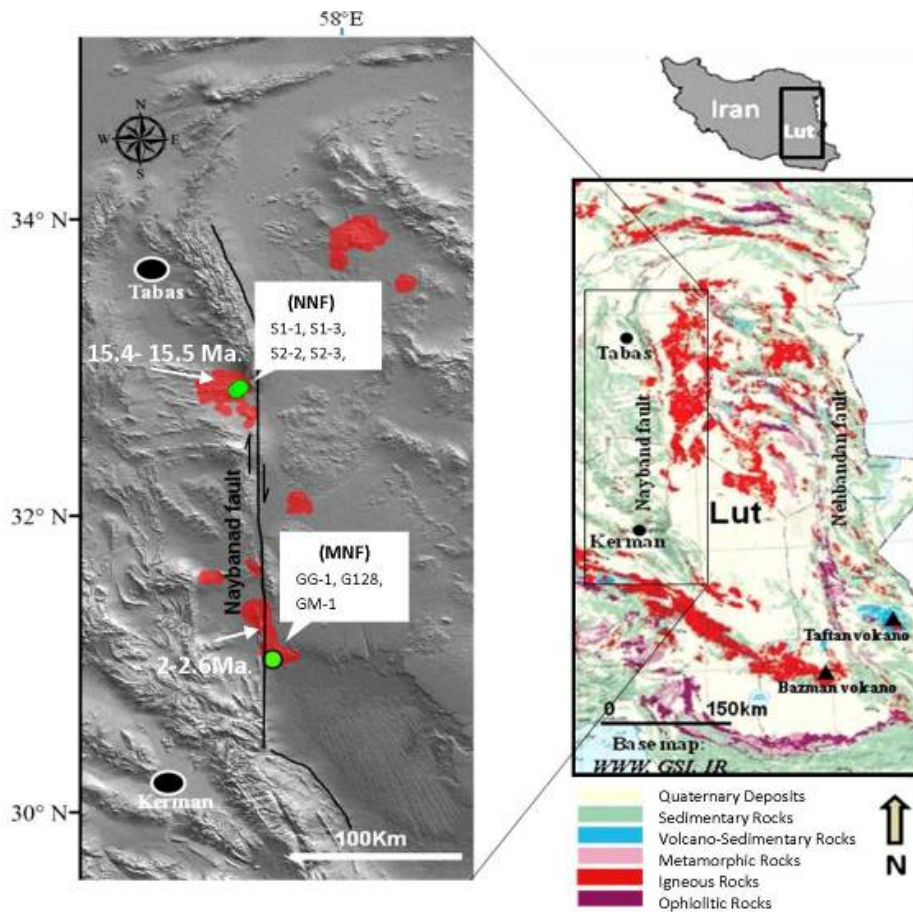 58°E
N
W
E
S
34° N
Tabas
(NNF)
S1-1, S1-3,
S2-2, S2-3,
15.4- 15.5 Ma.
32° N
Naybanad fault
(MNF)
GG-1, G128,
GM-1
2-2.6Ma.
30° N
Kerman
100Km
Iran
Lut
Tabas
Nayband fault
Nehbandan fault
Lut
Kerman
Taftan volcano
Bazman volcano
0 150km
Base map:
WWW. GSI. IR
Quaternary Deposits
Sedimentary Rocks
Volcano-Sedimentary Rocks
Metamorphic Rocks
Igneous Rocks
Ophiolitic Rocks
N